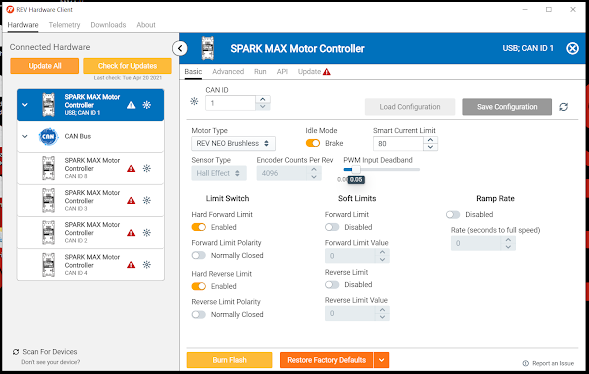 REV Hardware Client
Hardware Telemetry Downloads About
Connected Hardware
Update All
Check for Updates
Last check: Tue Apr 20 2021
SPARK MAX Motor
Controller
USB; CAN ID 1
CAN Bus
SPARK MAX Motor
Controller
CAN ID 8
SPARK MAX Motor
Controller
CAN ID 3
SPARK MAX Motor
Controller
CAN ID 2
SPARK MAX Motor
Controller
CAN ID 4
Scan For Devices
Don't see your device?
SPARK MAX Motor Controller
USB; CAN ID 1
Basic Advanced Run API Update
CAN ID
1
Load Configuration
Save Configuration
Motor Type
REV NEO Brushless
Idle Mode
Brake
Smart Current Limit
80
Sensor Type
Hall Effect
Encoder Counts Per Rev
4096
PWM Input Deadband
0.05
Limit Switch
Hard Forward Limit
Enabled
Forward Limit Polarity
Normally Closed
Hard Reverse Limit
Enabled
Reverse Limit Polarity
Normally Closed
Soft Limits
Forward Limit
Disabled
Forward Limit Value
0
Reverse Limit
Disabled
Reverse Limit Value
0
Ramp Rate
Disabled
Rate (seconds to full speed)
0
Burn Flash
Restore Factory Defaults
Report an Issue